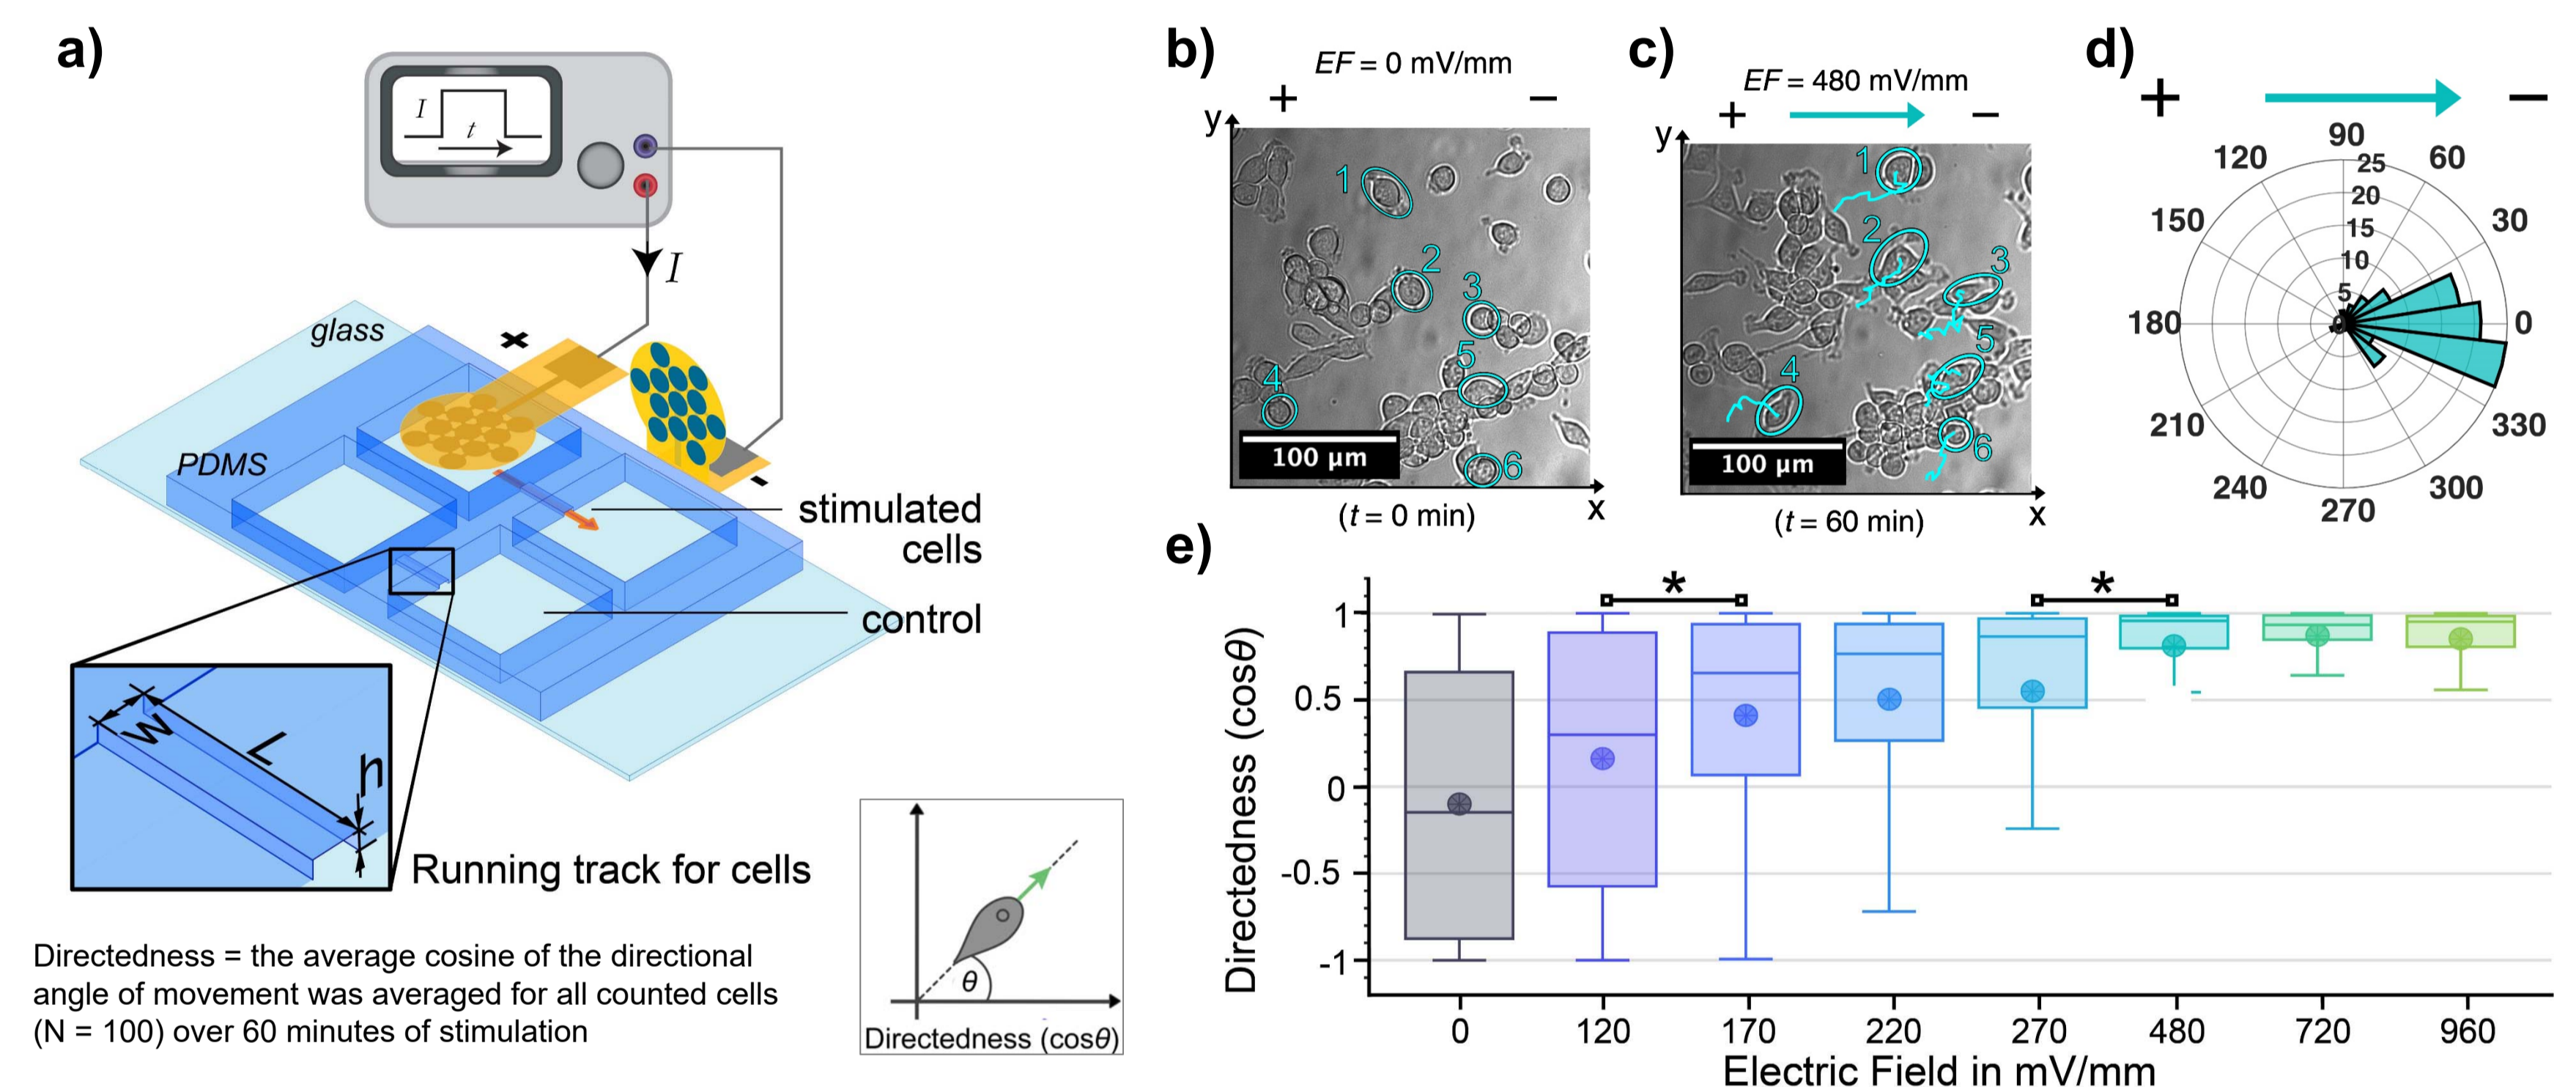 a)
I
t
I
glass
PDMS
+
-
stimulated
cells
control
W
L
h
Running track for cells
Directedness = the average cosine of the directional
angle of movement was averaged for all counted cells
(N = 100) over 60 minutes of stimulation
θ
Directedness (cosθ)
b)
EF = 0 mV/mm
+ −
y
1
2
3
4
5
6
100 µm
x
(t = 0 min)
c)
EF = 480 mV/mm
+ −
y
1
2
3
4
5
6
100 µm
x
(t = 60 min)
d)
+ −
90
120 60
150 30
180 0
210 330
240 300
270
25
20
15
10
5
0
e)
* *
Directedness (cosθ)
1
0.5
0
-0.5
-1
0 120 170 220 270 480 720 960
Electric Field in mV/mm